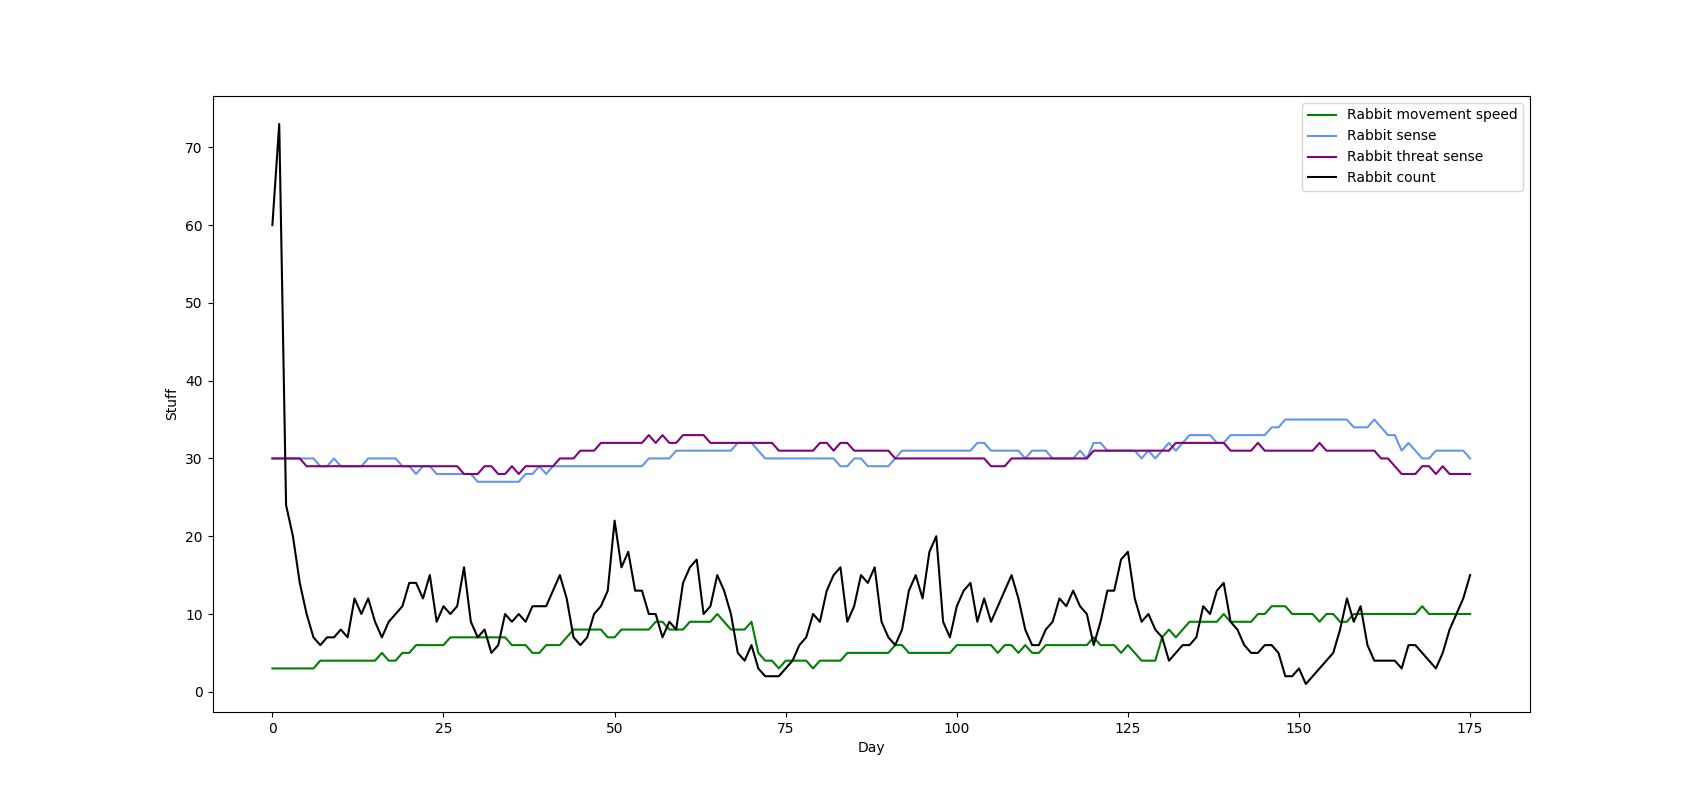 Rabbit movement speed
Rabbit sense
Rabbit threat sense
Rabbit count
70
60
50
40
30
20
10
0
Stuff
0 25 50 75 100 125 150 175
Day